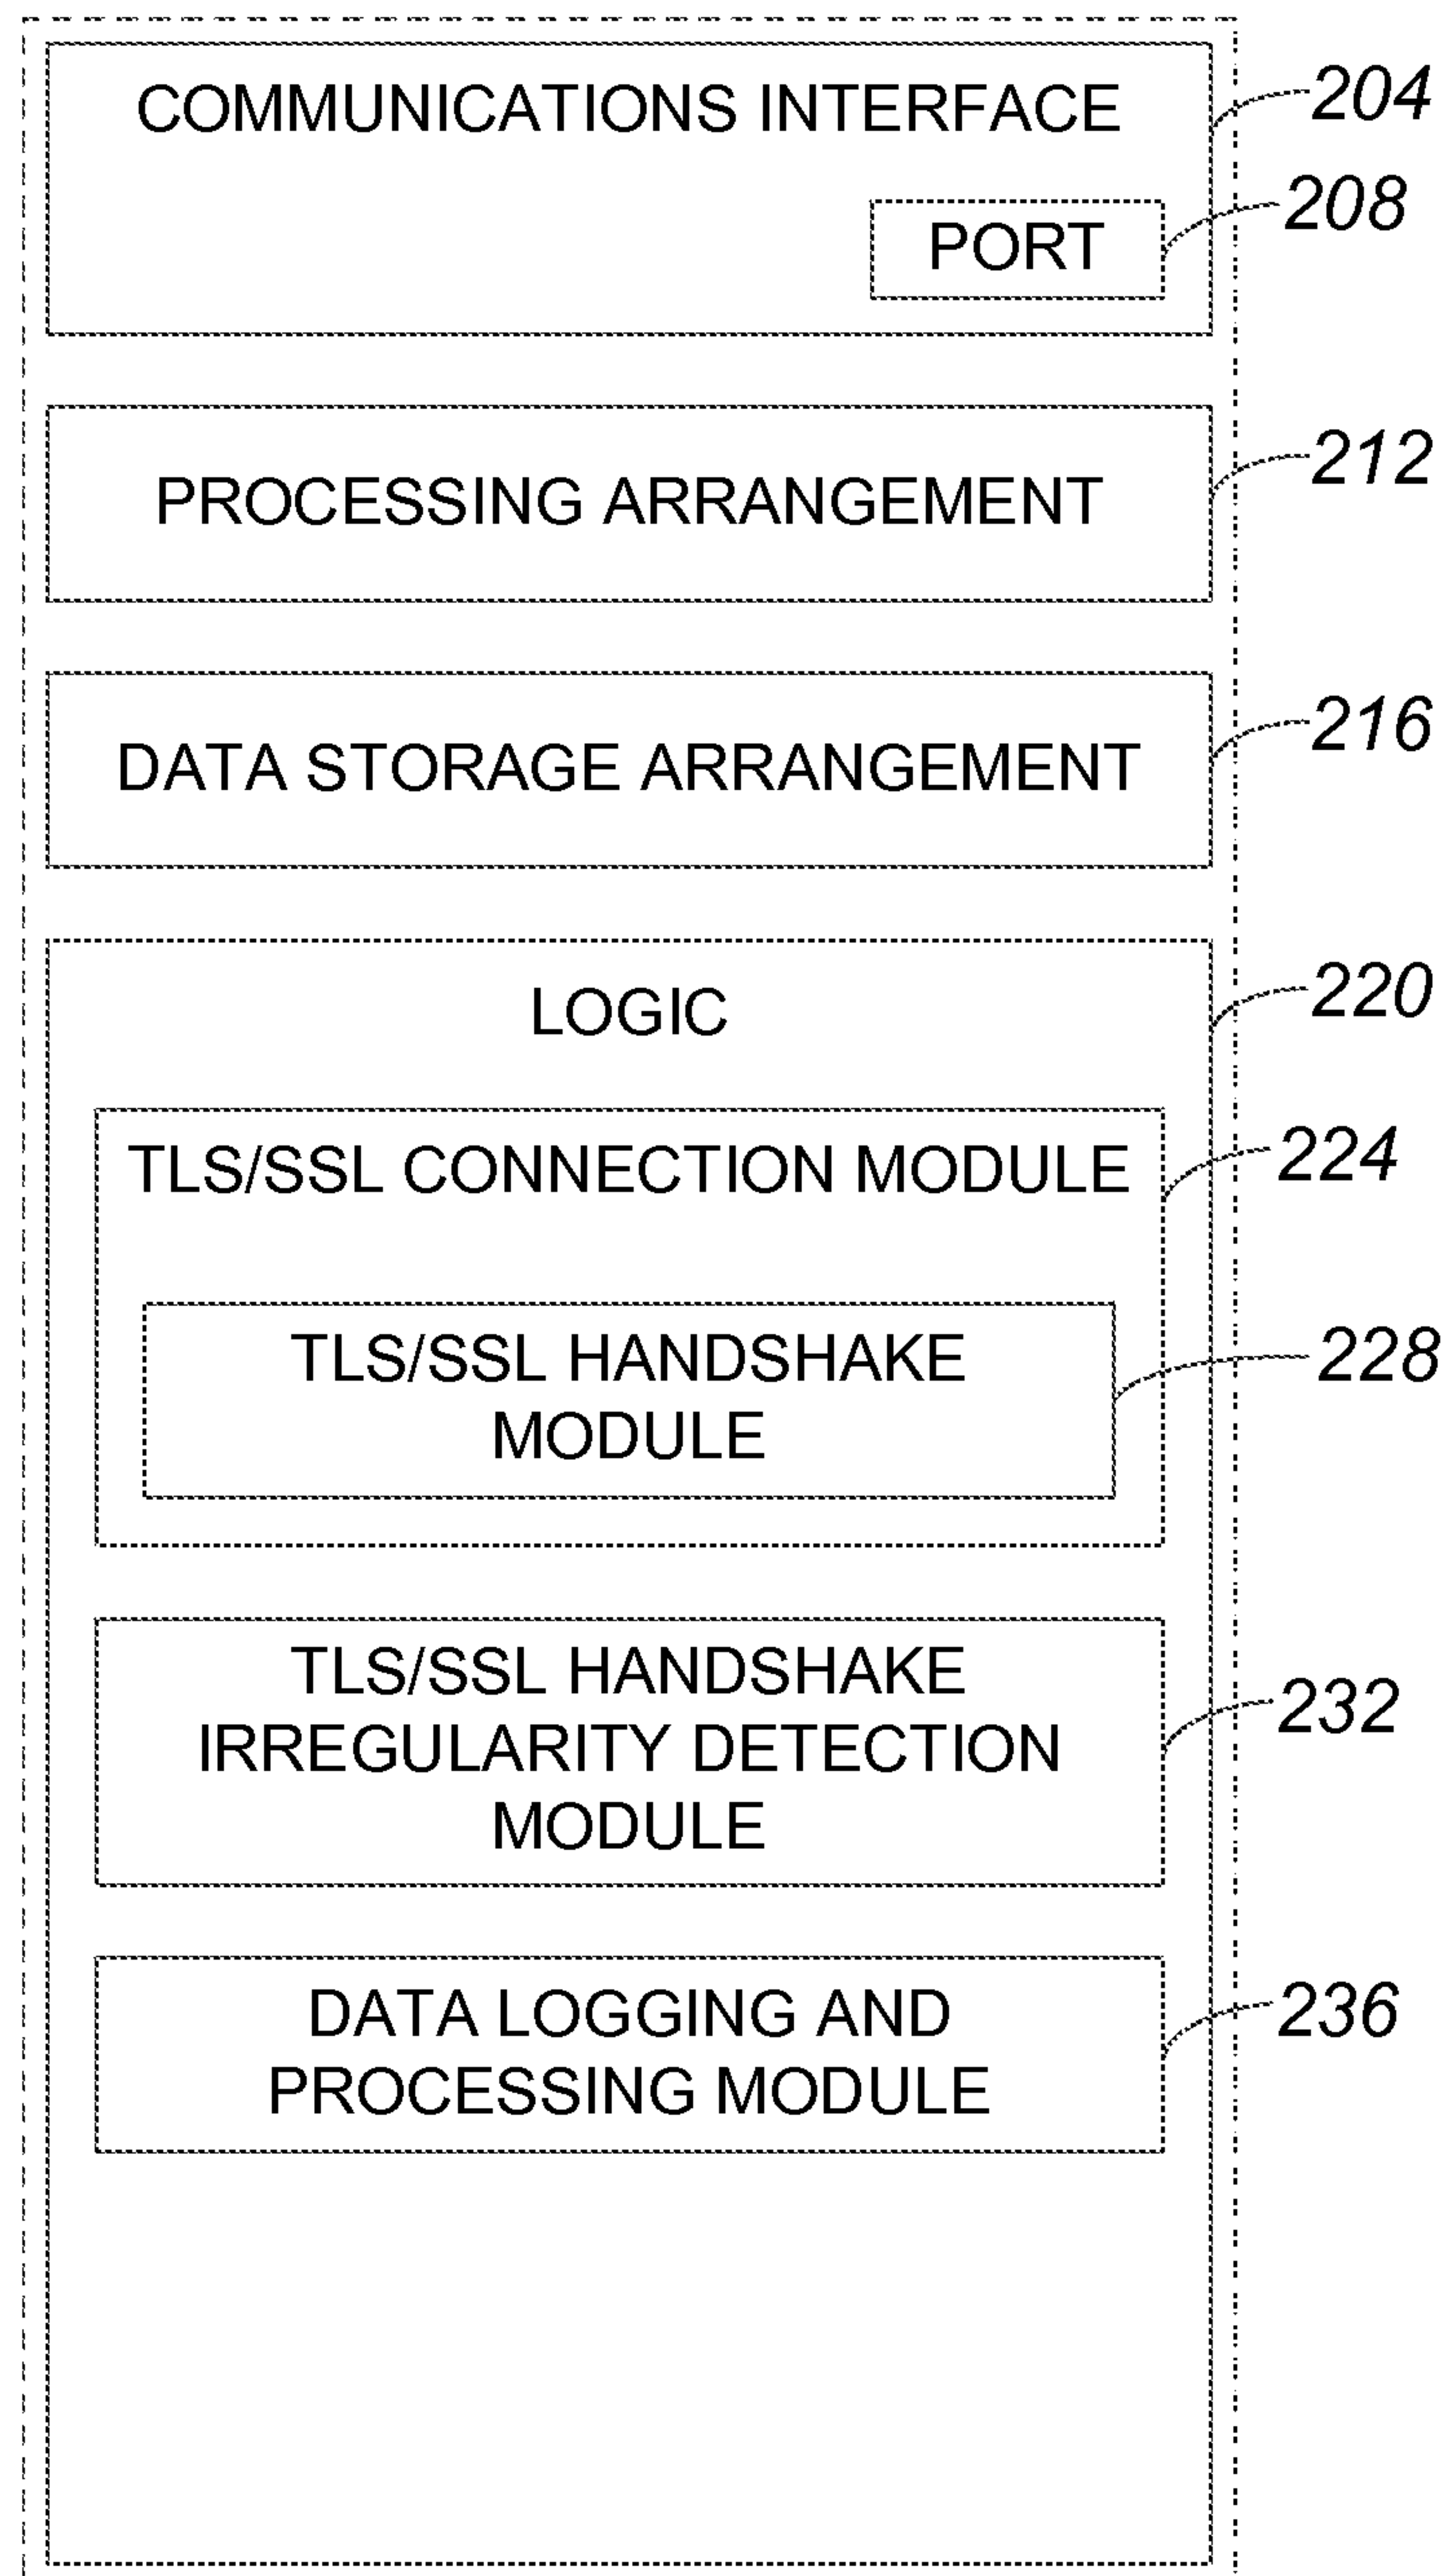 COMMUNICATIONS INTERFACE
204
PORT
208
PROCESSING ARRANGEMENT
212
DATA STORAGE ARRANGEMENT
216
LOGIC
220
TLS/SSL CONNECTION MODULE
224
TLS/SSL HANDSHAKE
MODULE
228
TLS/SSL HANDSHAKE
IRREGULARITY DETECTION
MODULE
232
DATA LOGGING AND
PROCESSING MODULE
236